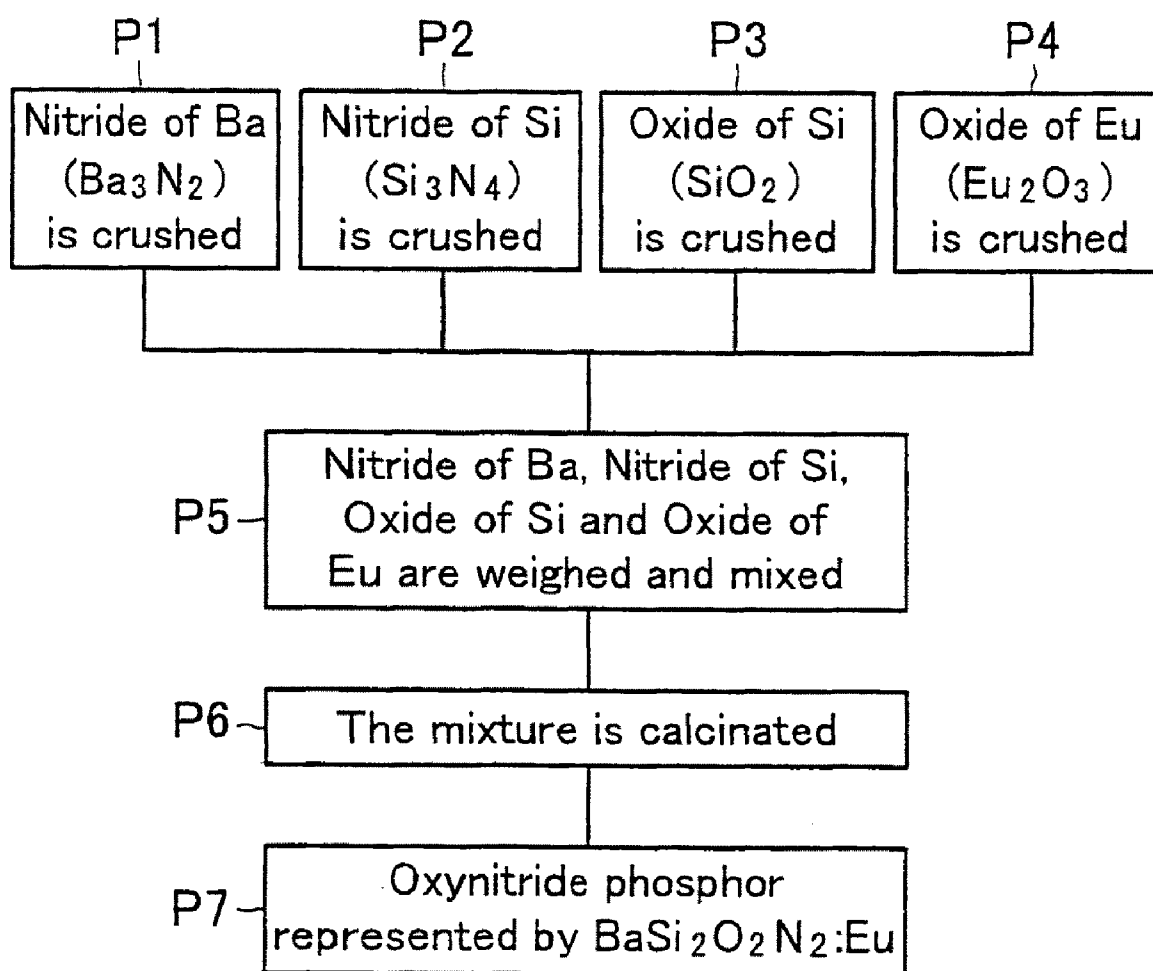 P1
P2
P3
P4
Nitride of Ba
(Ba₃N₂)
is crushed
Nitride of Si
(Si₃N₄)
is crushed
Oxide of Si
(SiO₂)
is crushed
Oxide of Eu
(Eu₂O₃)
is crushed
P5
Nitride of Ba, Nitride of Si,
Oxide of Si and Oxide of
Eu are weighed and mixed
P6
The mixture is calcinated
P7
Oxynitride phosphor
represented by BaSi₂O₂N₂:Eu